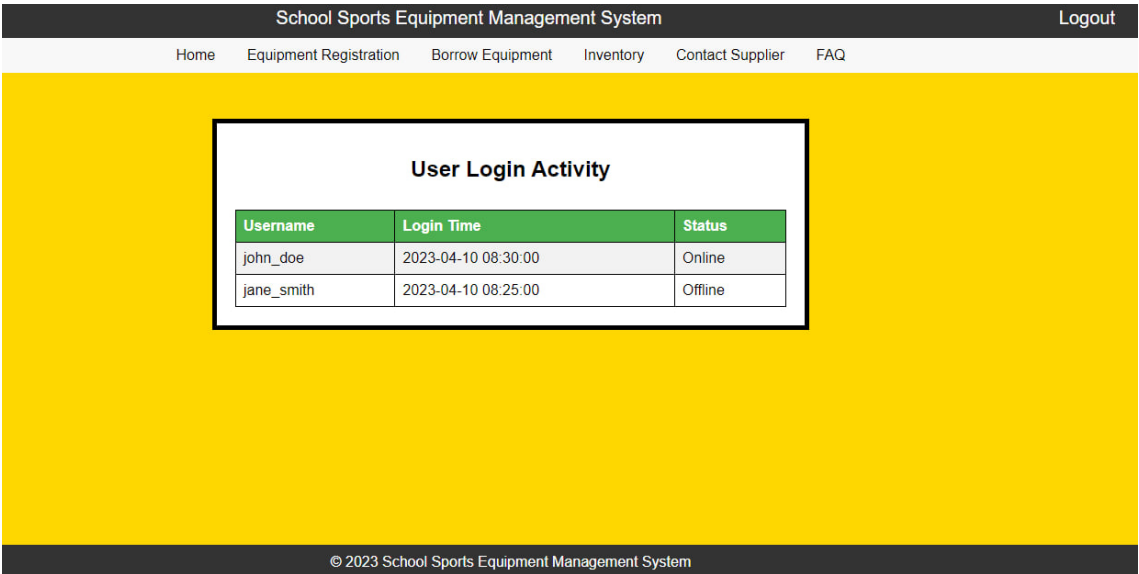 School Sports Equipment Management System Logout
Home Equipment Registration Borrow Equipment Inventory Contact Supplier FAQ
User Login Activity
Username Login Time Status
john_doe 2023-04-10 08:30:00 Online
jane_smith 2023-04-10 08:25:00 Offline
© 2023 School Sports Equipment Management System